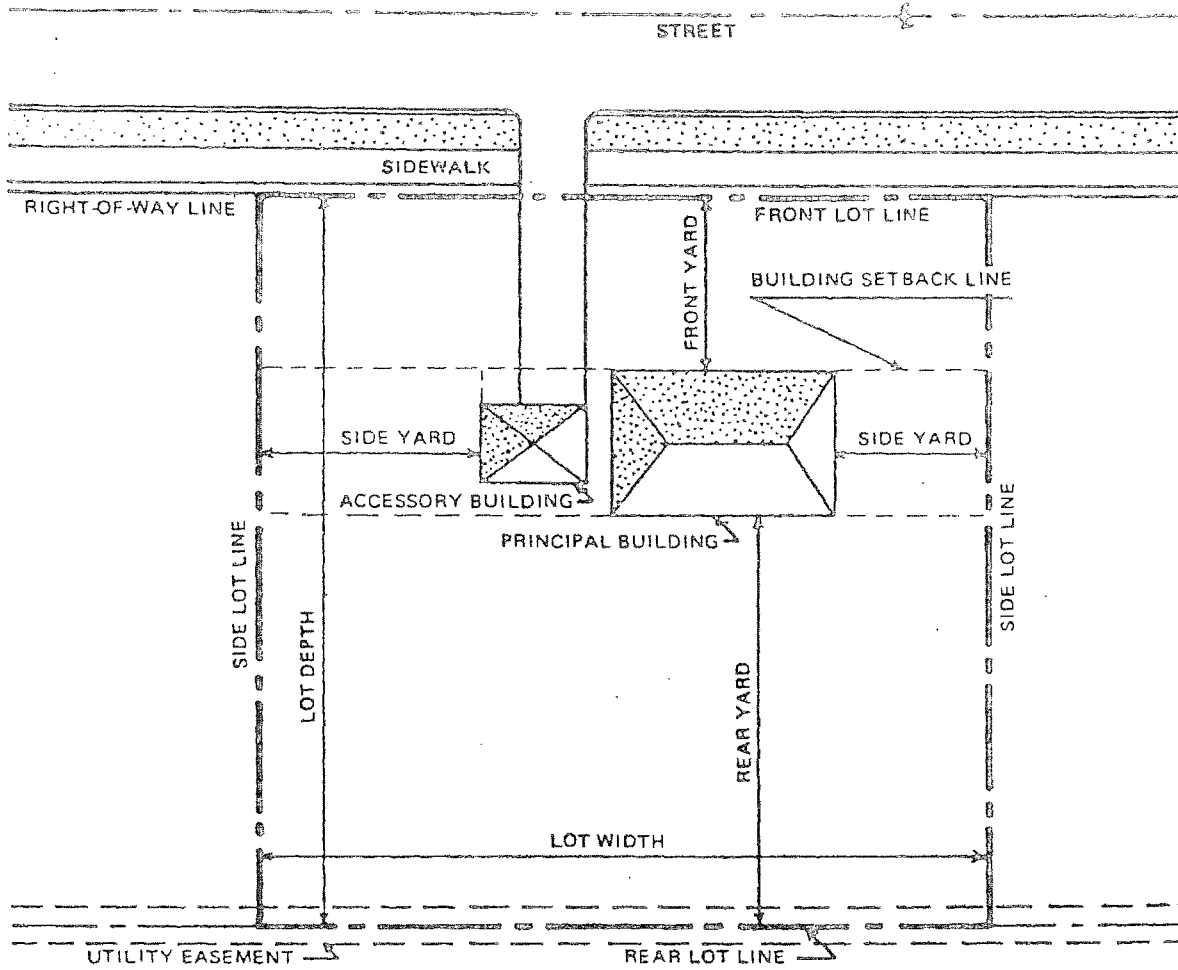 STREET
SIDEWALK
RIGHT-OF-WAY LINE
FRONT LOT LINE
FRONT YARD
BUILDING SETBACK LINE
SIDE YARD
SIDE YARD
ACCESSORY BUILDING
PRINCIPAL BUILDING
SIDE LOT LINE
LOT DEPTH
REAR YARD
SIDE LOT LINE
LOT WIDTH
UTILITY EASEMENT
REAR LOT LINE